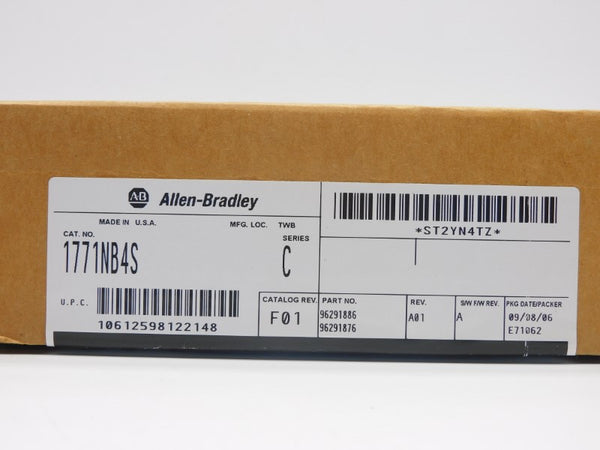 AB Allen-Bradley
MADE IN U.S.A. MFG. LOC. TWB
CAT. NO. SERIES
1771NB4S C
U.P.C.
10612598122148
*ST2YN4TZ*
CATALOG REV. PART NO. REV. S/W F/W REV. PKG DATE/PACKER
F01 96291886 A01 A 09/08/06
96291876 E71062